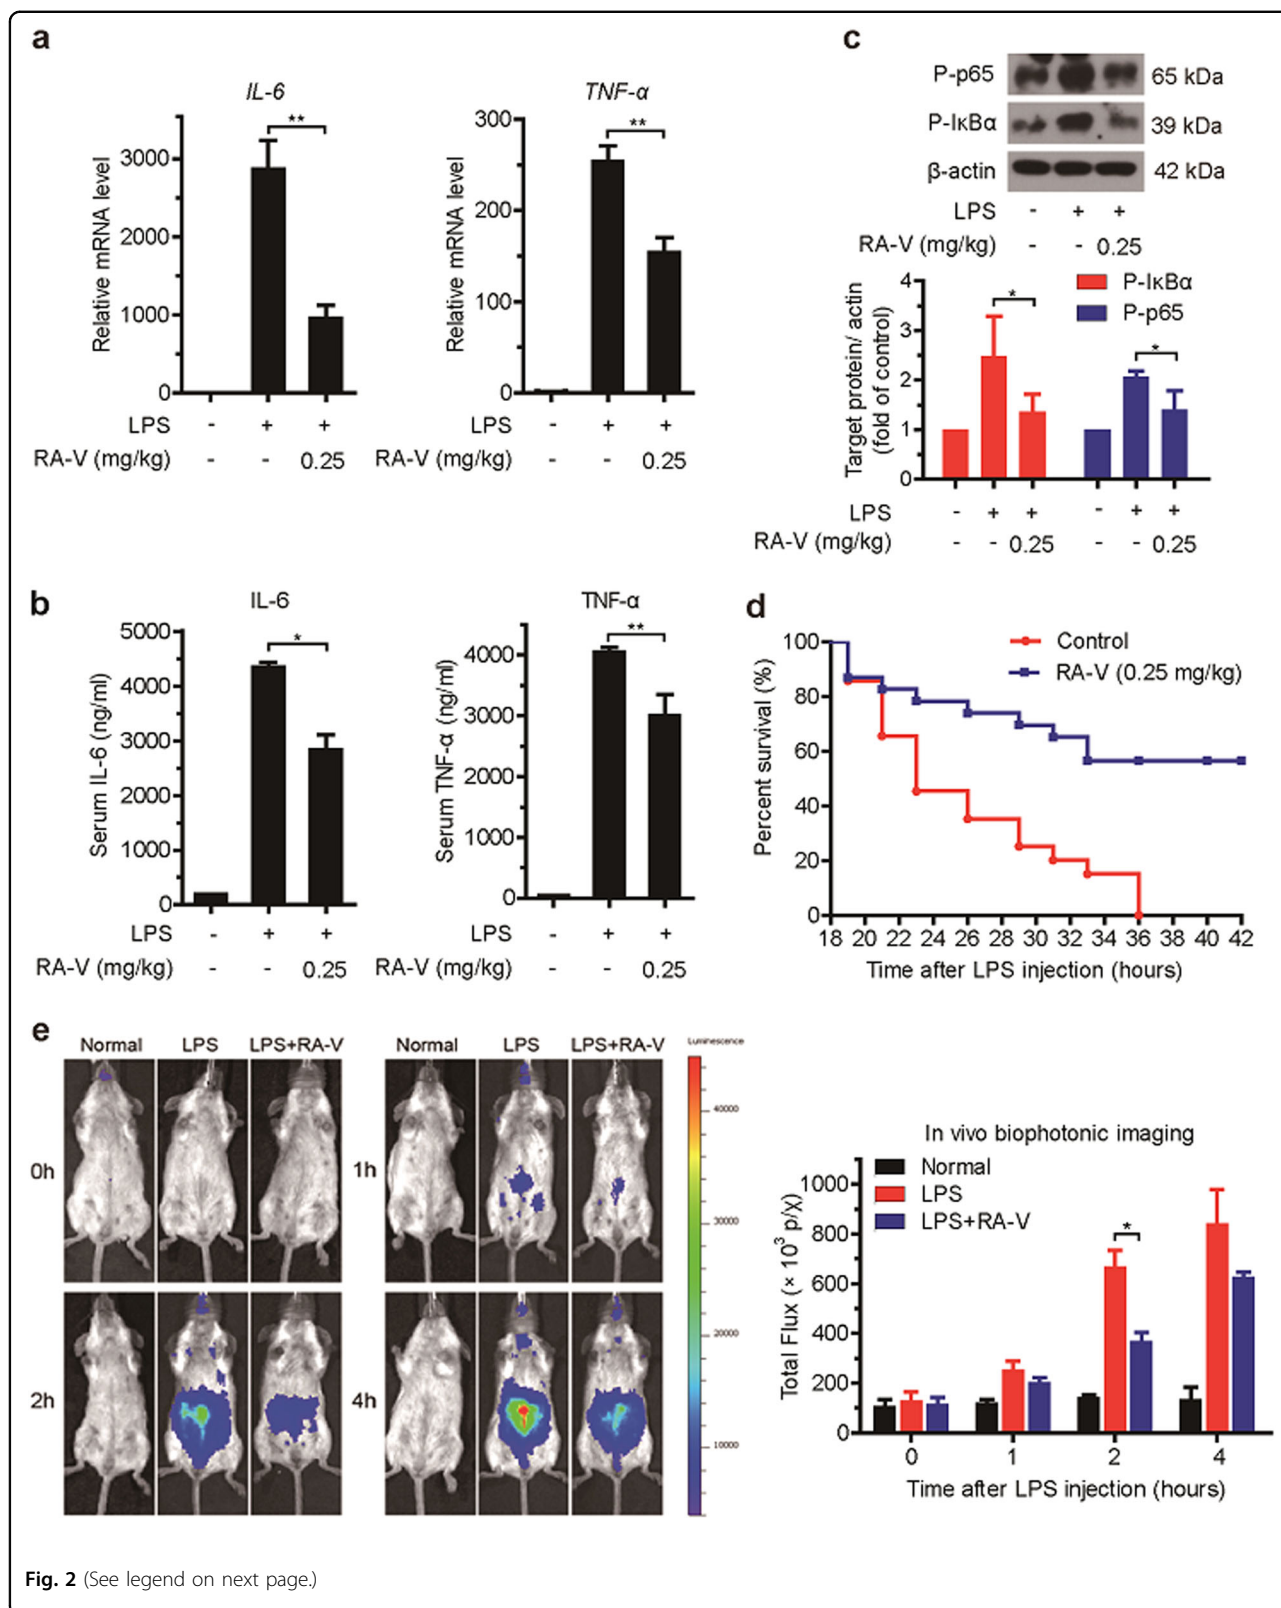 a
IL-6
**
Relative mRNA level
3000
2000
1000
0
LPS - + +
RA-V (mg/kg) - - 0.25
TNF-α
**
Relative mRNA level
300
200
100
0
LPS - + +
RA-V (mg/kg) - - 0.25
c
P-p65 65 kDa
P-IκBα 39 kDa
β-actin 42 kDa
LPS - + +
RA-V (mg/kg) - - 0.25
Target protein/ actin
(fold of control)
4
3
2
1
0
P-IκBα
P-p65
*
*
LPS - + + - + +
RA-V (mg/kg) - - 0.25 - - 0.25
b
IL-6
*
Serum IL-6 (ng/ml)
5000
4000
3000
2000
1000
0
LPS - + +
RA-V (mg/kg) - - 0.25
TNF-α
**
Serum TNF-α (ng/ml)
4000
3000
2000
1000
0
LPS - + +
RA-V (mg/kg) - - 0.25
d
Control
RA-V (0.25 mg/kg)
Percent survival (%)
100
80
60
40
20
0
18 20 22 24 26 28 30 32 34 36 38 40 42
Time after LPS injection (hours)
e
Normal LPS LPS+RA-V Normal LPS LPS+RA-V
0h 1h
2h 4h
Luminescence
40000
30000
20000
10000
In vivo biophotonic imaging
Normal
LPS
LPS+RA-V
*
Total Flux (× 10³ p/χ)
1000
800
600
400
200
0
0 1 2 4
Time after LPS injection (hours)
Fig. 2 (See legend on next page.)